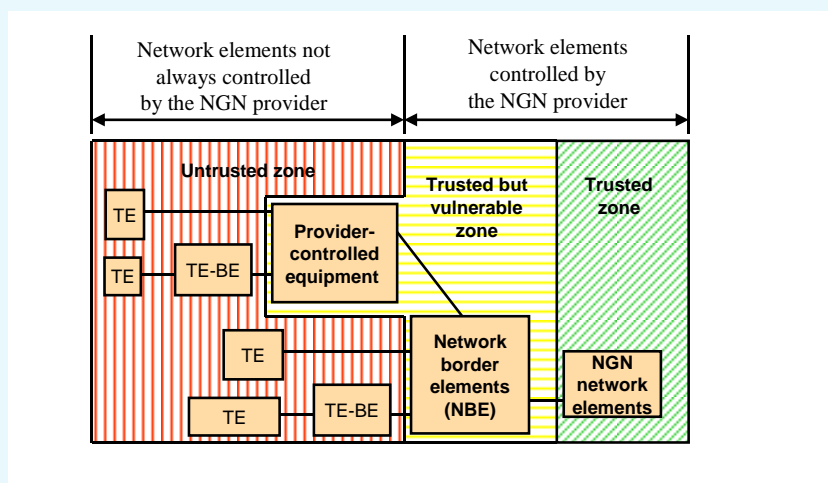 Network elements not
always controlled
by the NGN provider
Network elements
controlled by
the NGN provider
Untrusted zone
Trusted but
vulnerable
zone
Trusted
zone
TE
Provider-
controlled
equipment
TE
TE-BE
TE
Network
border
elements
(NBE)
NGN
network
elements
TE
TE-BE